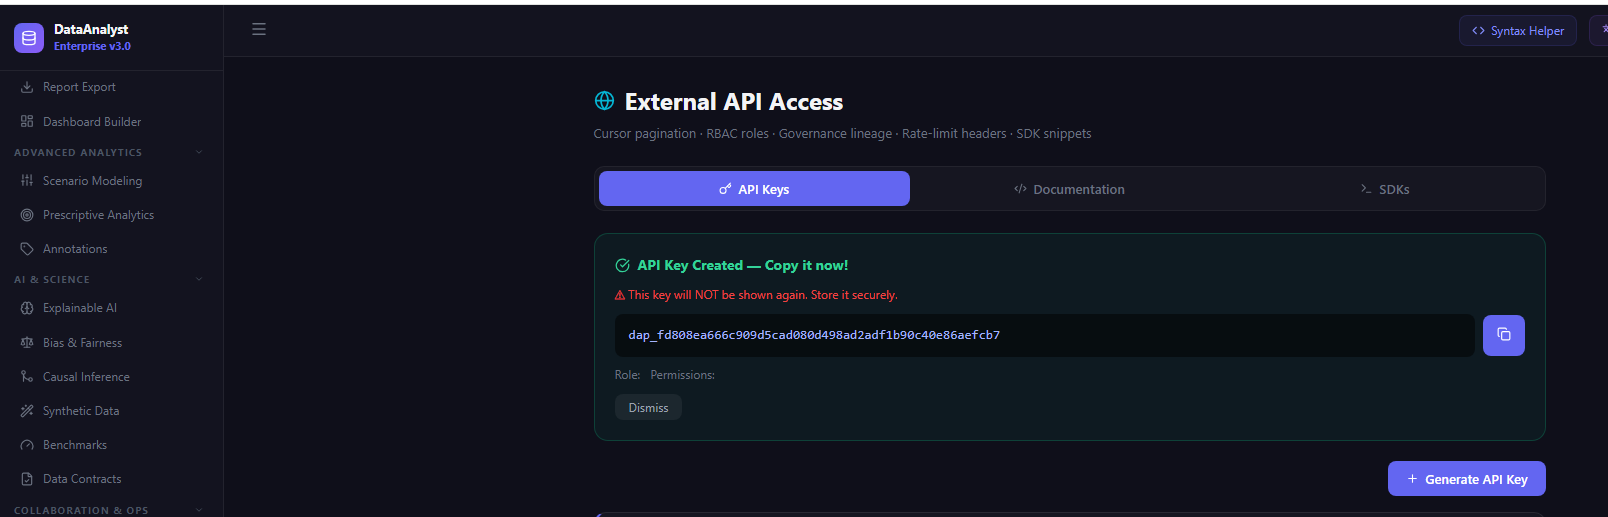 DataAnalyst
Enterprise v3.0
Report Export
Dashboard Builder
ADVANCED ANALYTICS
Scenario Modeling
Prescriptive Analytics
Annotations
AI & SCIENCE
Explainable AI
Bias & Fairness
Causal Inference
Synthetic Data
Benchmarks
Data Contracts
COLLABORATION & OPS
Syntax Helper
External API Access
Cursor pagination · RBAC roles · Governance lineage · Rate-limit headers · SDK snippets
API Keys
Documentation
SDKs
API Key Created — Copy it now!
This key will NOT be shown again. Store it securely.
dap_fd808ea666c909d5cad080d498ad2adf1b90c40e86aefcb7
Role: Permissions:
Dismiss
+ Generate API Key